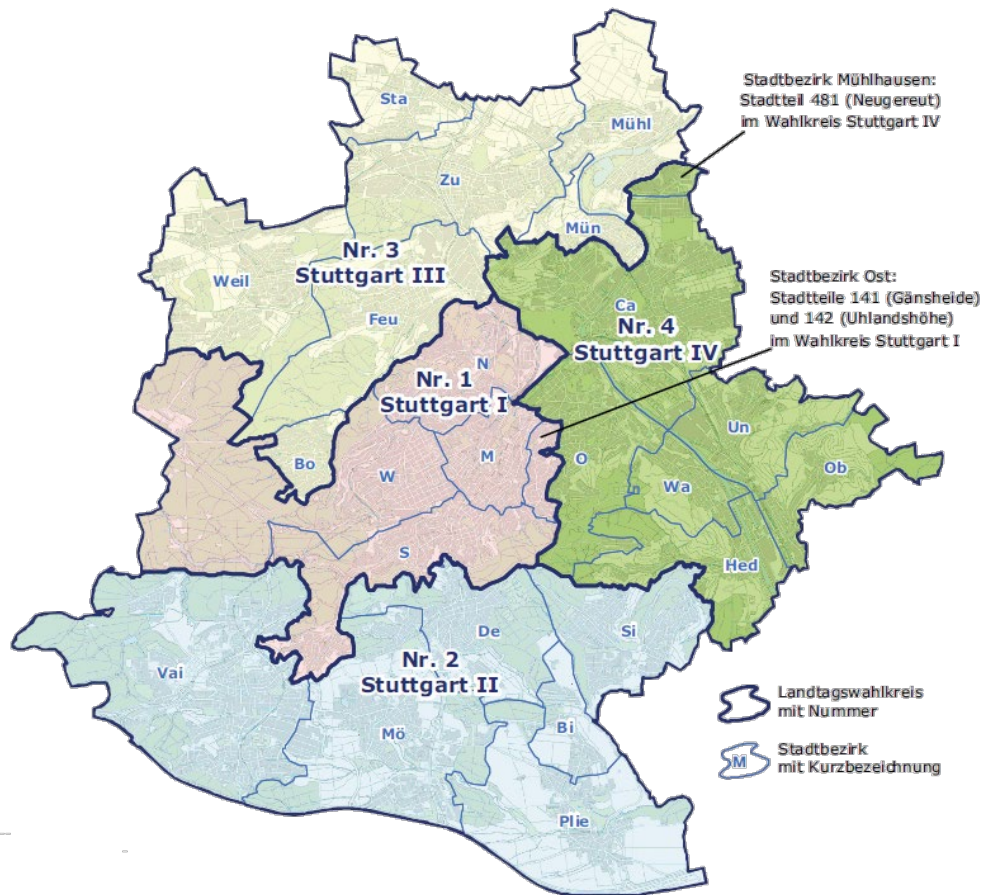 Stadtbezirk Mühlhausen:
Stadtteil 481 (Neugereut)
im Wahlkreis Stuttgart IV
Sta
Mühl
Zu
Mün
Nr. 3
Stuttgart III
Weil
Feu
Stadtbezirk Ost:
Stadtteile 141 (Gänsheide)
und 142 (Uhlandshöhe)
im Wahlkreis Stuttgart I
Ca
Nr. 4
Stuttgart IV
N
Nr. 1
Stuttgart I
Un
Bo
W
M
O
Wa
Ob
S
Hed
De
Si
Vai
Nr. 2
Stuttgart II
Mö
Bi
Plie
Landtagswahlkreis
mit Nummer
M
Stadtbezirk
mit Kurzbezeichnung